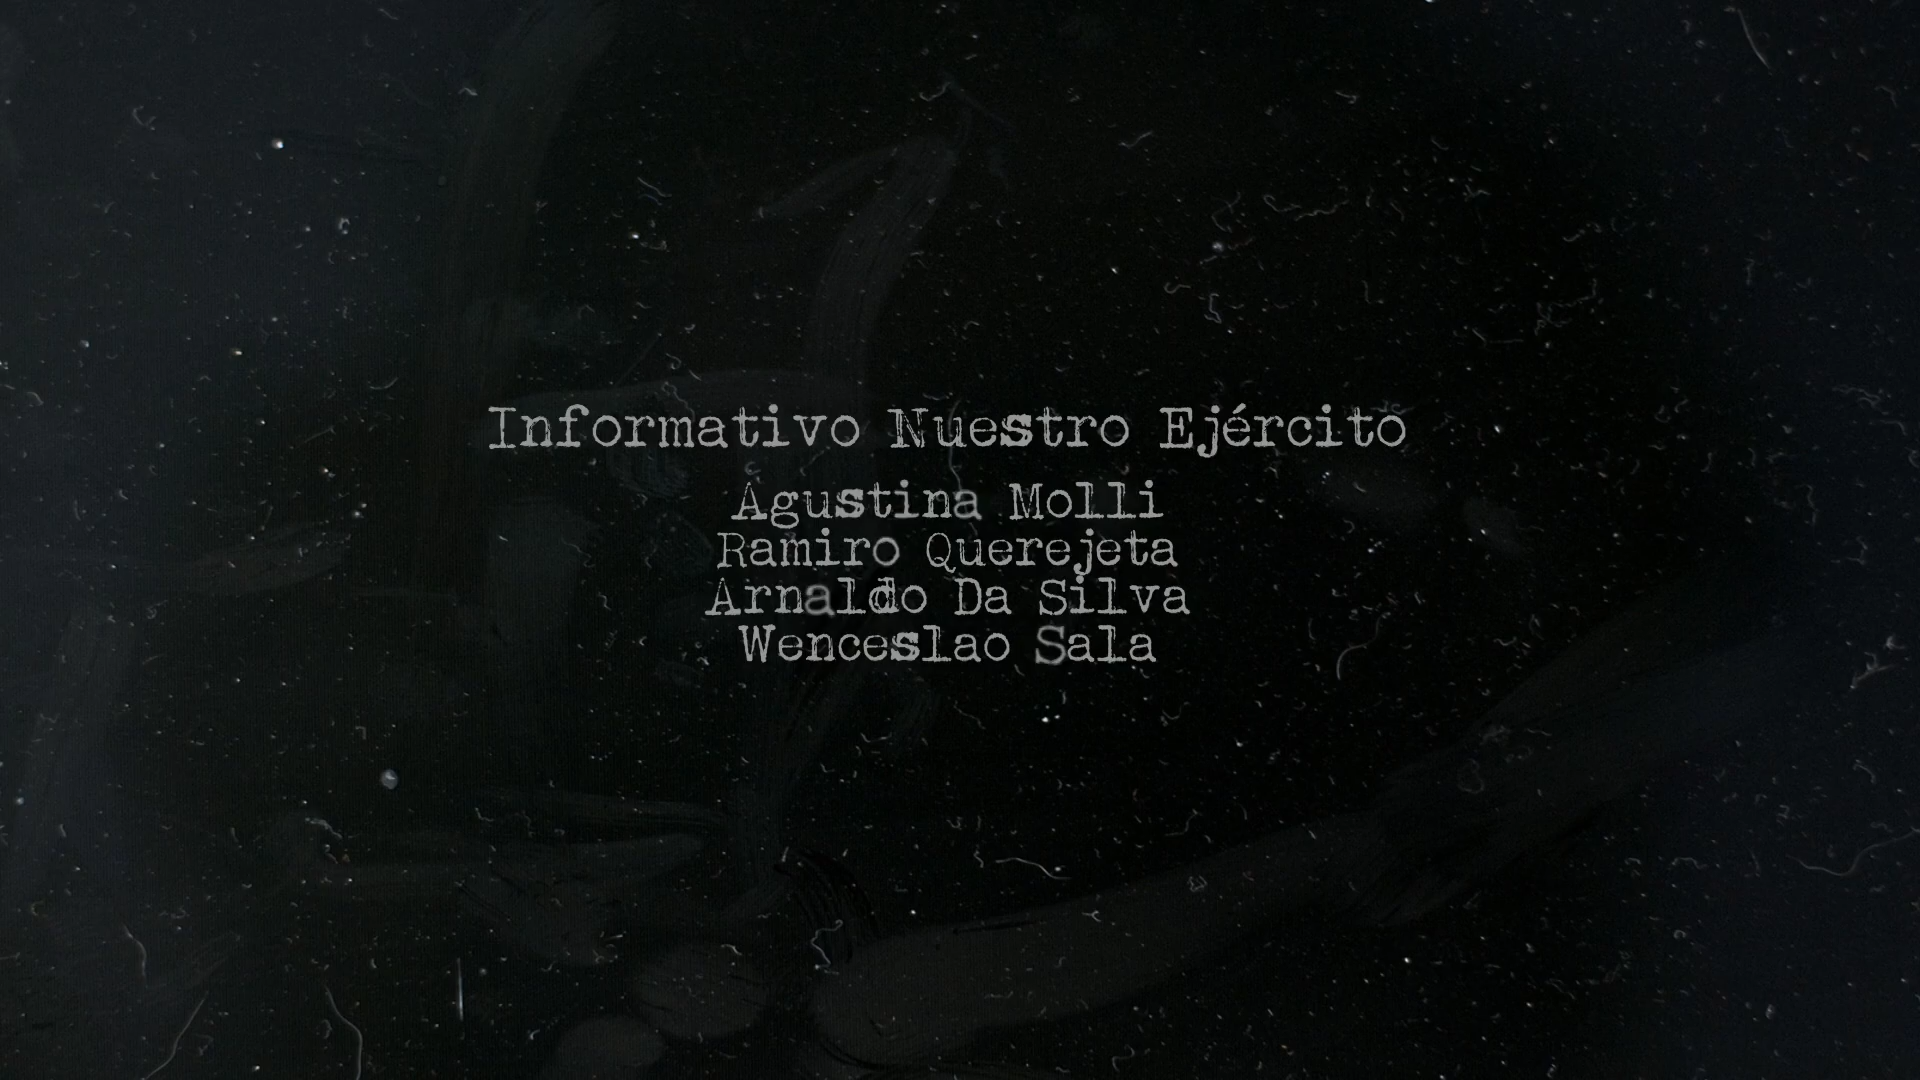 Informativo Nuestro Ejército
Agustina Molli
Ramiro Querejeta
Arnaldo Da Silva
Wenceslao Sala